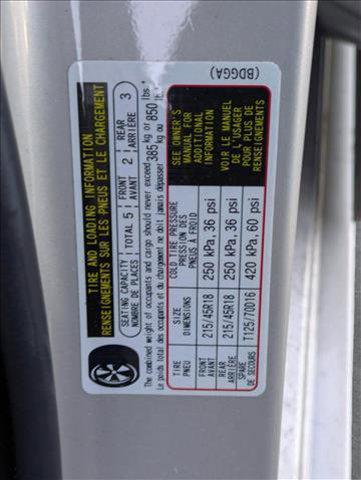 (BDGGA)
TIRE AND LOADING INFORMATION
RENSEIGNEMENTS SUR LES PNEUS ET LE CHARGEMENT
SEATING CAPACITY
NOMBRE DE PLACES
TOTAL 5
FRONT
AVANT
2
REAR
ARRIÈRE
3
The combined weight of occupants and cargo should never exceed 385 kg or 850 lbs.
Le poids total des occupants et du chargement ne doit jamais dépasser 385 kg ou 850 lb.
TIRE
PNEU
SIZE
DIMENSIONS
COLD TIRE PRESSURE
PRESSION DES
PNEUS À FROID
SEE OWNER'S
MANUAL FOR
ADDITIONAL
INFORMATION
FRONT
AVANT
215/45R18
250 kPa, 36 psi
REAR
ARRIÈRE
215/45R18
250 kPa, 36 psi
VOIR LE MANUEL
DE L'USAGER
POUR PLUS DE
RENSEIGNEMENTS
SPARE
DE SECOURS
T125/70D16
420 kPa, 60 psi